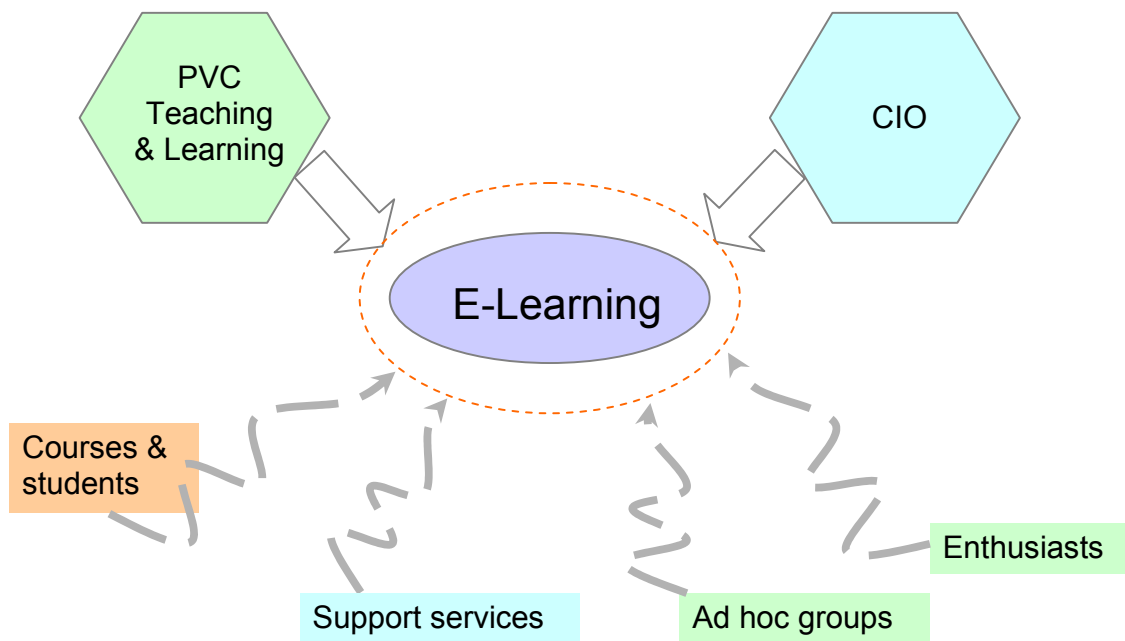 PVC
Teaching
& Learning
CIO
E-Learning
Courses &
students
Enthusiasts
Support services
Ad hoc groups